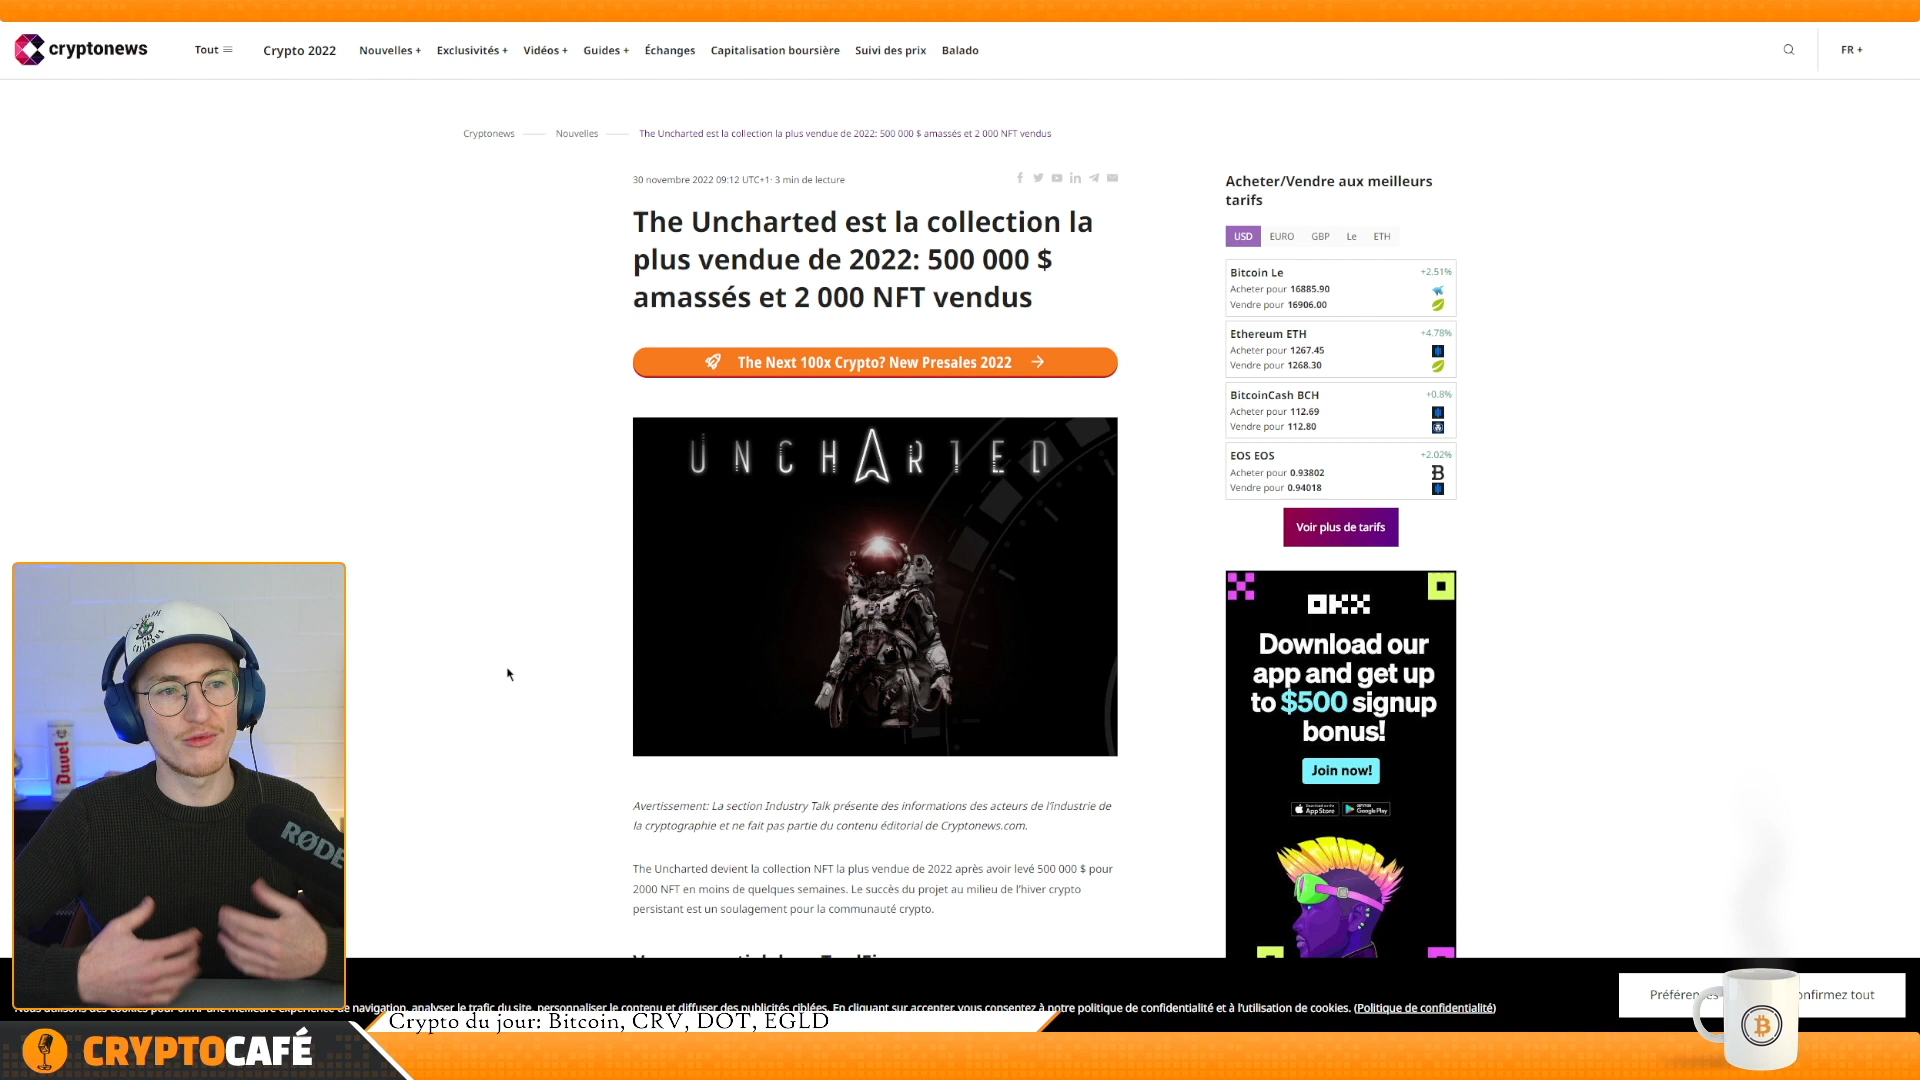 cryptonews
Tout
Crypto 2022
Nouvelles +
Exclusivités +
Vidéos +
Guides +
Échanges
Capitalisation boursière
Suivi des prix
Balado
FR +
Cryptonews
Nouvelles
The Uncharted est la collection la plus vendue de 2022: 500 000 $ amassés et 2 000 NFT vendus
30 novembre 2022 09:12 UTC+1· 3 min de lecture
The Uncharted est la collection la
plus vendue de 2022: 500 000 $
amassés et 2 000 NFT vendus
The Next 100x Crypto? New Presales 2022
UNCHARTED
Avertissement: La section Industry Talk présente des informations des acteurs de l'industrie de
la cryptographie et ne fait pas partie du contenu éditorial de Cryptonews.com.
The Uncharted devient la collection NFT la plus vendue de 2022 après avoir levé 500 000 $ pour
2000 NFT en moins de quelques semaines. Le succès du projet au milieu de l'hiver crypto
persistant est un soulagement pour la communauté crypto.
Acheter/Vendre aux meilleurs
tarifs
USD EURO GBP Le ETH
Bitcoin Le +2.51%
Acheter pour 16885.90
Vendre pour 16906.00
Ethereum ETH +4.78%
Acheter pour 1267.45
Vendre pour 1268.30
BitcoinCash BCH +0.8%
Acheter pour 112.69
Vendre pour 112.80
EOS EOS +2.02%
Acheter pour 0.93802
Vendre pour 0.94018
Voir plus de tarifs
OKX
Download our
app and get up
to $500 signup
bonus!
Join now!
App Store
Google Play
Duvel
RØDE
de navigation, analyser le trafic du site, personnaliser le contenu et diffuser des publicités ciblées. En cliquant sur accepter, vous consentez à notre politique de confidentialité et à l'utilisation de cookies. (Politique de confidentialité)
Crypto du jour: Bitcoin, CRV, DOT, EGLD
CRYPTOCAFÉ